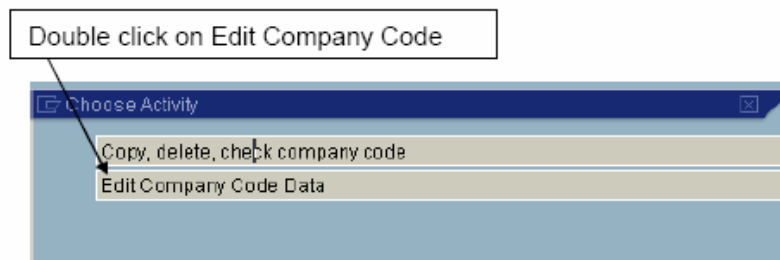 Double click on Edit Company Code
Choose Activity
Copy, delete, check company code
Edit Company Code Data